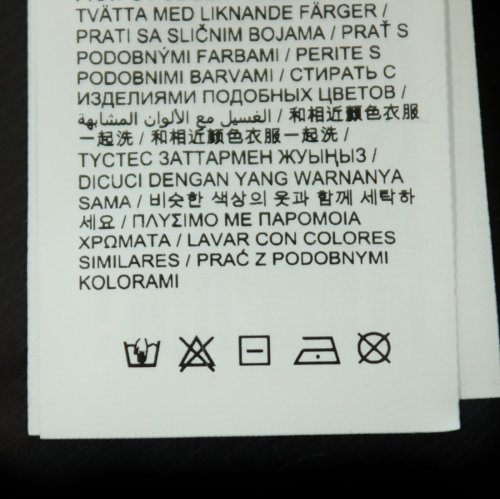 TVÄTTA MED LIKNANDE FÄRGER /
PRATI SA SLIČNIM BOJAMA / PRAŤ S
PODOBNÝMI FARBAMI / PERITE S
PODOBNIMI BARVAMI / СТИРАТЬ С
ИЗДЕЛИЯМИ ПОДОБНЫХ ЦВЕТОВ /
الغسيل مع الألوان المشابهة / 和相近顏色衣服
一起洗 / 和相近颜色衣服一起洗 /
ТҮСТЕС ЗАТТАРМЕН ЖУЫҢЫЗ /
DICUCI DENGAN YANG WARNANYA
SAMA / 비슷한 색상의 옷과 함께 세탁하
세요 / ΠΛΥΣΙΜΟ ΜΕ ΠΑΡΟΜΟΙΑ
ΧΡΩΜΑΤΑ / LAVAR CON COLORES
SIMILARES / PRAĆ Z PODOBNYMI
KOLORAMI